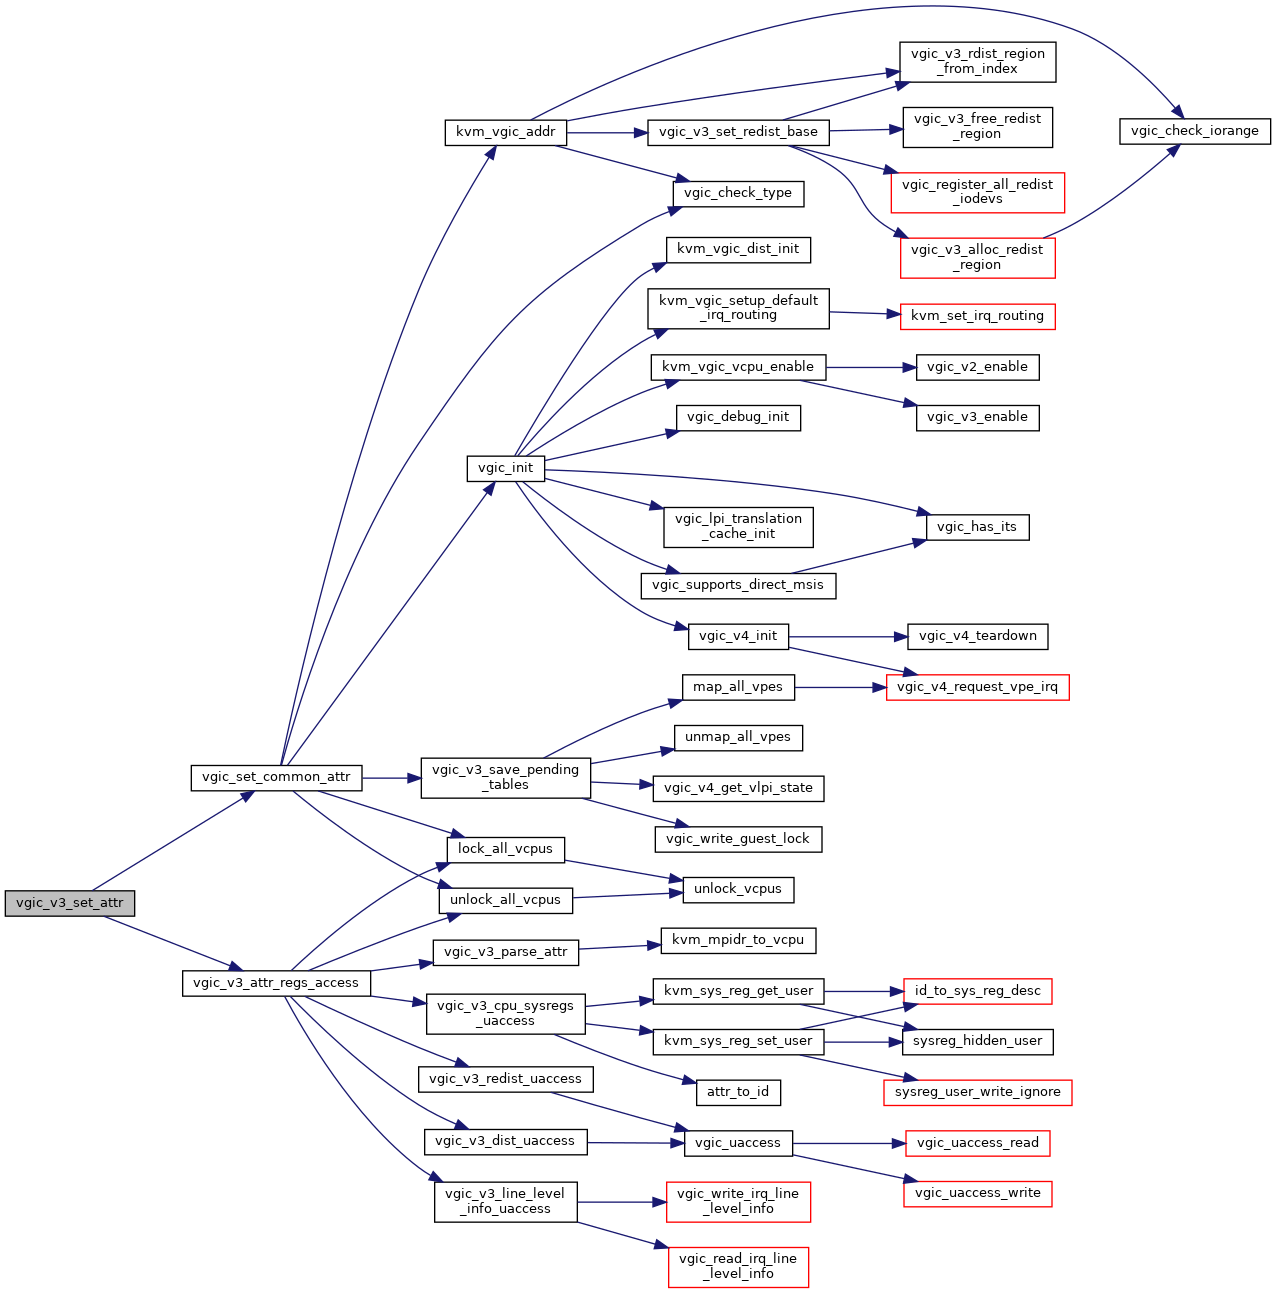 vgic_v3_rdist_region
_from_index
vgic_v3_free_redist
_region
kvm_vgic_addr
vgic_v3_set_redist_base
vgic_check_iorange
vgic_check_type
vgic_register_all_redist
_iodevs
vgic_v3_alloc_redist
_region
kvm_vgic_dist_init
kvm_vgic_setup_default
_irq_routing
kvm_set_irq_routing
kvm_vgic_vcpu_enable
vgic_v2_enable
vgic_debug_init
vgic_v3_enable
vgic_init
vgic_lpi_translation
_cache_init
vgic_has_its
vgic_supports_direct_msis
vgic_v4_init
vgic_v4_teardown
map_all_vpes
vgic_v4_request_vpe_irq
unmap_all_vpes
vgic_set_common_attr
vgic_v3_save_pending
_tables
vgic_v4_get_vlpi_state
vgic_write_guest_lock
lock_all_vcpus
unlock_all_vcpus
unlock_vcpus
vgic_v3_set_attr
vgic_v3_parse_attr
kvm_mpidr_to_vcpu
vgic_v3_attr_regs_access
vgic_v3_cpu_sysregs
_uaccess
kvm_sys_reg_get_user
id_to_sys_reg_desc
kvm_sys_reg_set_user
sysreg_hidden_user
vgic_v3_redist_uaccess
attr_to_id
sysreg_user_write_ignore
vgic_v3_dist_uaccess
vgic_uaccess
vgic_uaccess_read
vgic_v3_line_level
_info_uaccess
vgic_write_irq_line
_level_info
vgic_uaccess_write
vgic_read_irq_line
_level_info